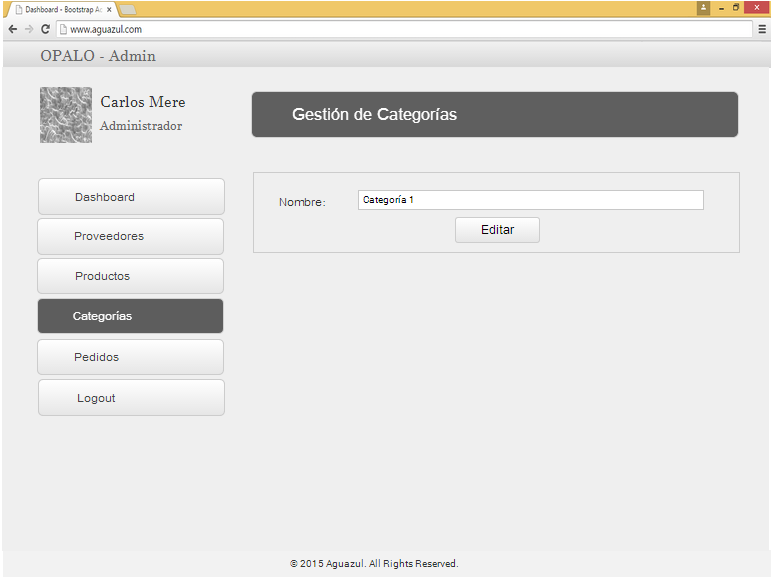 Dashboard - Bootstrap Ad
www.aguazul.com
OPALO - Admin
Carlos Mere
Administrador
Gestión de Categorías
Dashboard
Proveedores
Productos
Categorías
Pedidos
Logout
Nombre:
Categoría 1
Editar
© 2015 Aguazul. All Rights Reserved.